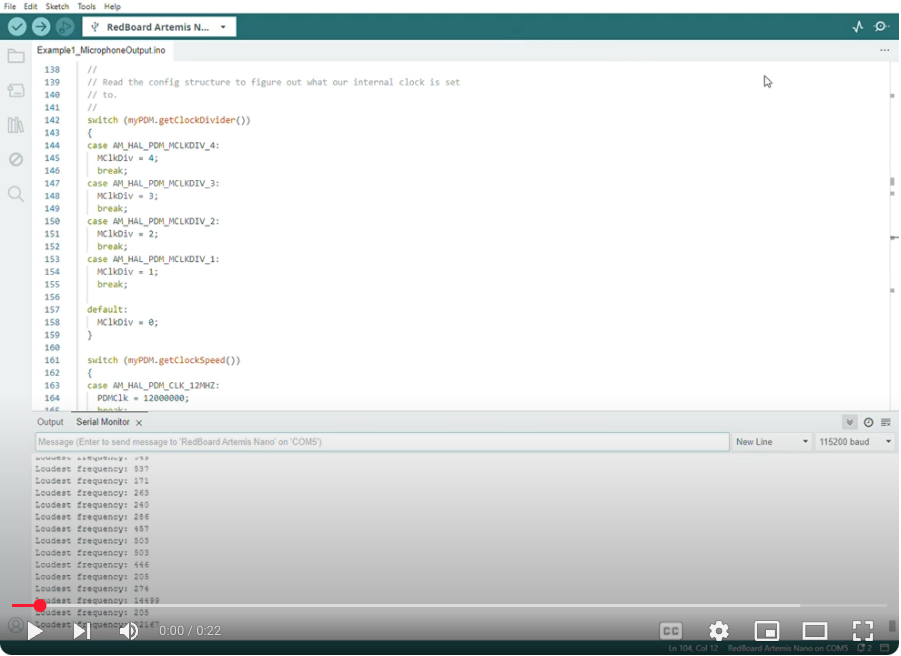 File Edit Sketch Tools Help
RedBoard Artemis N...
Example1_MicrophoneOutput.ino
138 //
139 // Read the config structure to figure out what our internal clock is set
140 // to.
141 //
142 switch (myPDM.getClockDivider())
143 {
144 case AM_HAL_PDM_MCLKDIV_4:
145 MClkDiv = 4;
146 break;
147 case AM_HAL_PDM_MCLKDIV_3:
148 MClkDiv = 3;
149 break;
150 case AM_HAL_PDM_MCLKDIV_2:
151 MClkDiv = 2;
152 break;
153 case AM_HAL_PDM_MCLKDIV_1:
154 MClkDiv = 1;
155 break;
156
157 default:
158 MClkDiv = 0;
159 }
160
161 switch (myPDM.getClockSpeed())
162 {
163 case AM_HAL_PDM_CLK_12MHZ:
164 PDMClk = 12000000;
165 break;
Output Serial Monitor
Message (Enter to send message to 'RedBoard Artemis Nano' on 'COM5') New Line 115200 baud
Loudest frequency:
Loudest frequency: 537
Loudest frequency: 171
Loudest frequency: 263
Loudest frequency: 240
Loudest frequency: 286
Loudest frequency: 457
Loudest frequency: 503
Loudest frequency: 503
Loudest frequency: 446
Loudest frequency: 205
Loudest frequency: 274
Loudest frequency: 14499
Loudest frequency: 205
Loudest
0:00 / 0:22
CC
Ln 104, Col 12 RedBoard Artemis Nano on COM5 2